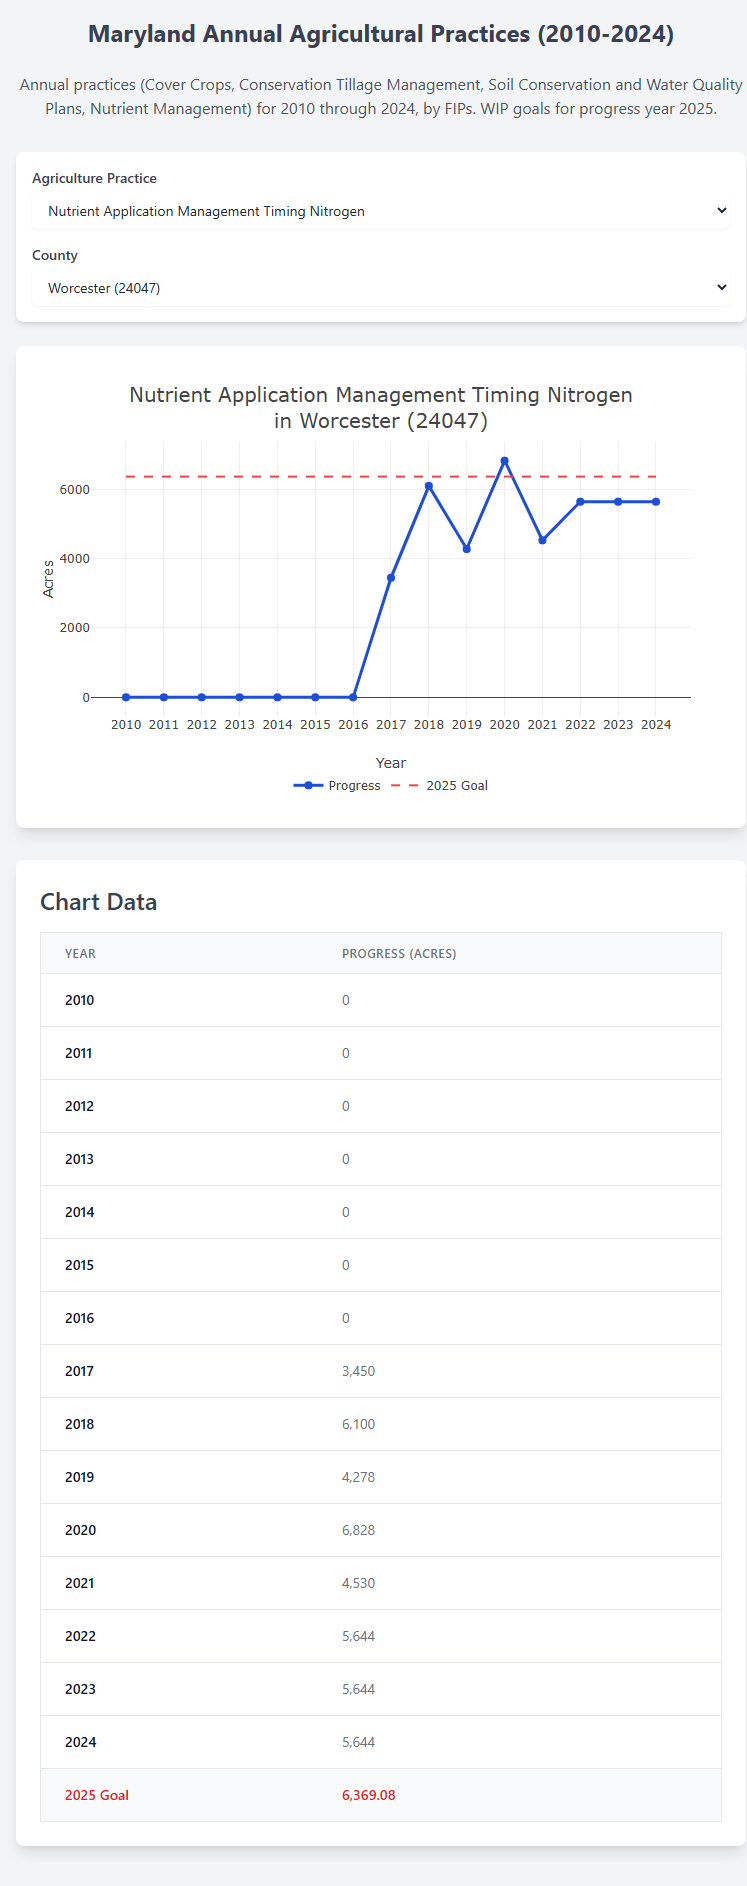 Maryland Annual Agricultural Practices (2010-2024)
Annual practices (Cover Crops, Conservation Tillage Management, Soil Conservation and Water Quality
Plans, Nutrient Management) for 2010 through 2024, by FIPs. WIP goals for progress year 2025.
Agriculture Practice
Nutrient Application Management Timing Nitrogen
County
Worcester (24047)
Nutrient Application Management Timing Nitrogen
in Worcester (24047)
6000
4000
2000
0
Acres
2010 2011 2012 2013 2014 2015 2016 2017 2018 2019 2020 2021 2022 2023 2024
Year
Progress 2025 Goal
Chart Data
YEAR PROGRESS (ACRES)
2010 0
2011 0
2012 0
2013 0
2014 0
2015 0
2016 0
2017 3,450
2018 6,100
2019 4,278
2020 6,828
2021 4,530
2022 5,644
2023 5,644
2024 5,644
2025 Goal 6,369.08